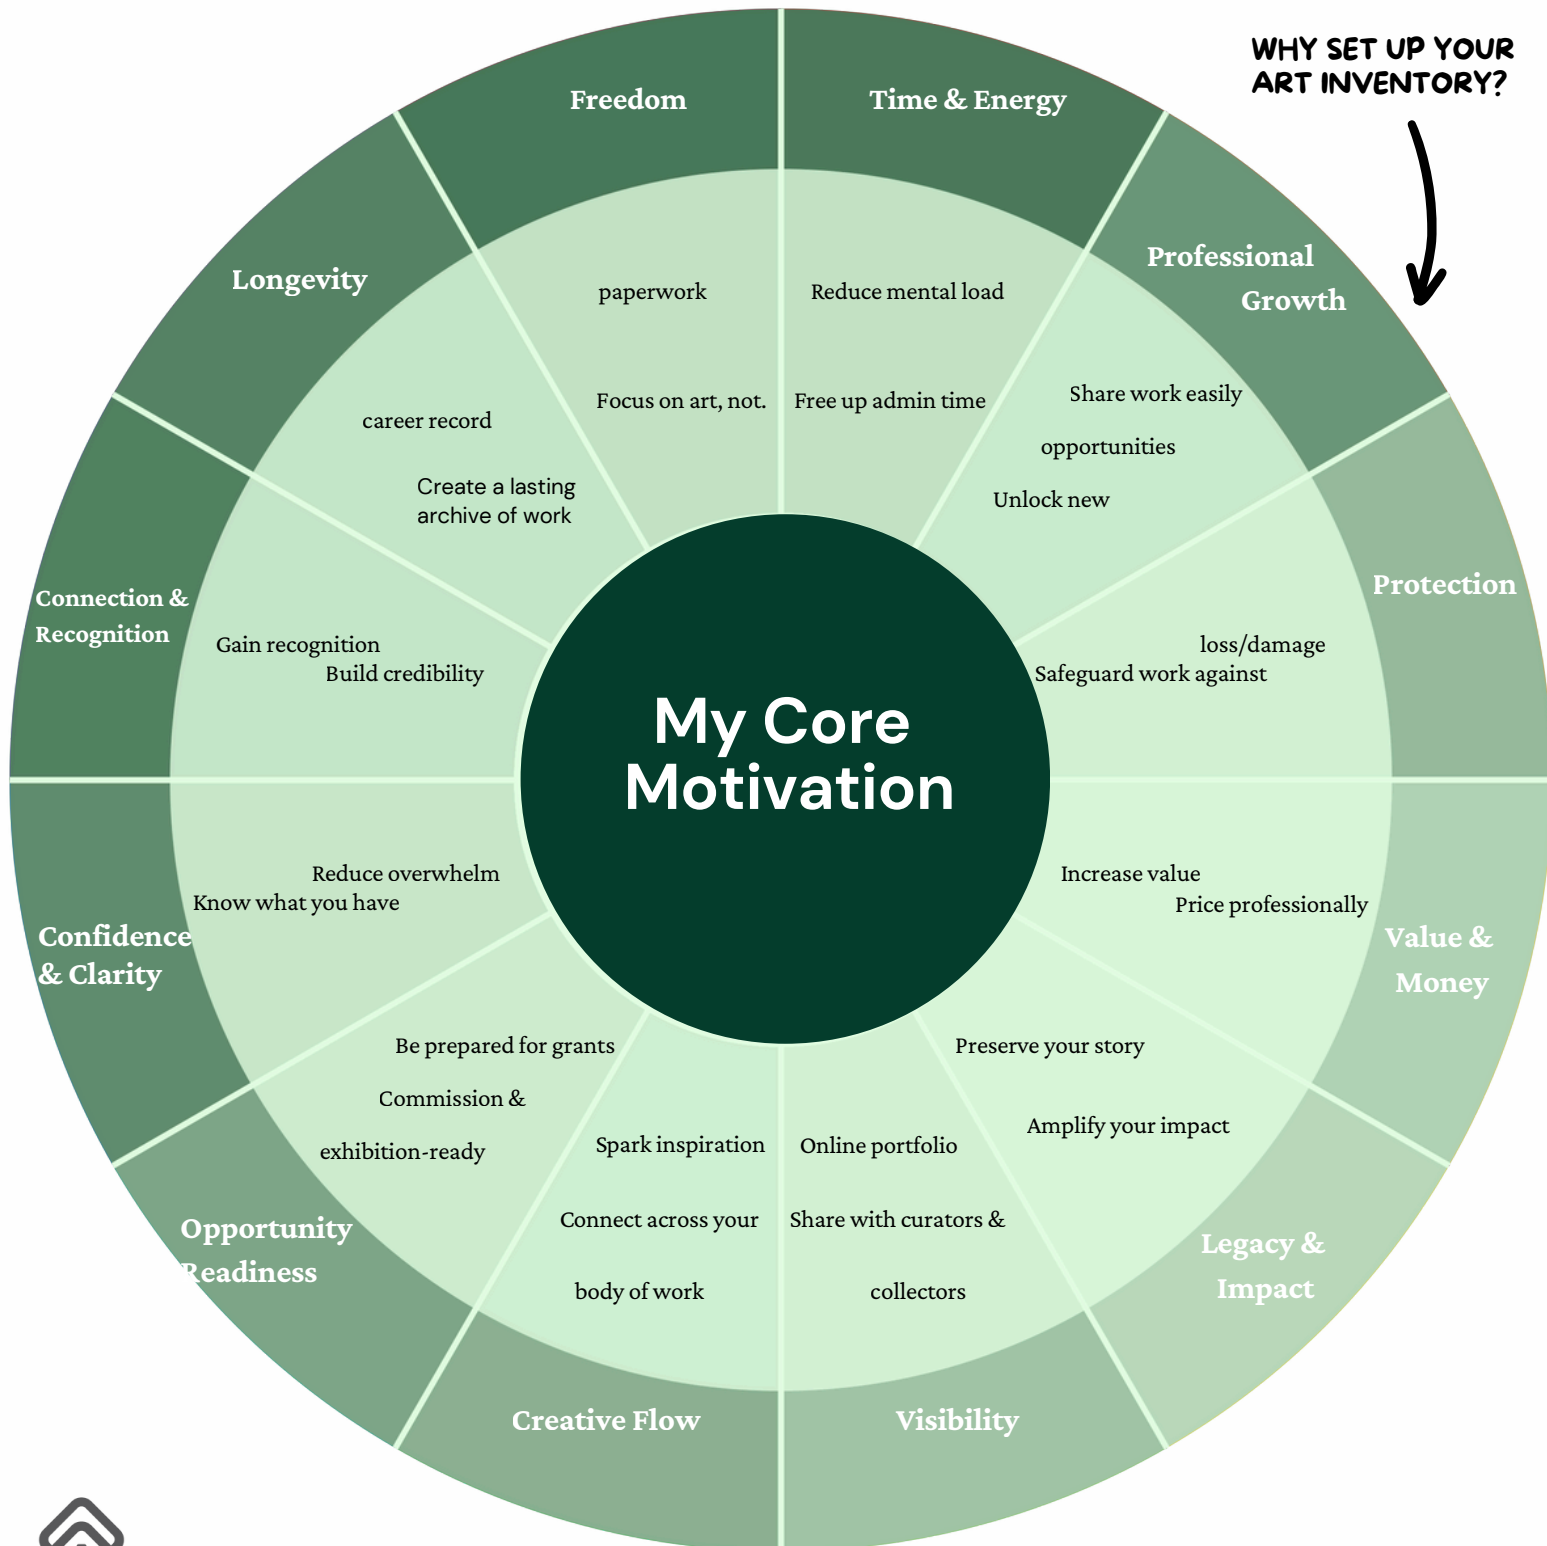 WHY SET UP YOUR
ART INVENTORY?
Freedom
paperwork
Focus on art, not.
Time & Energy
Reduce mental load
Free up admin time
Professional
Growth
Share work easily
opportunities
Unlock new
Protection
loss/damage
Safeguard work against
Value &
Money
Increase value
Price professionally
Legacy &
Impact
Preserve your story
Amplify your impact
Visibility
Online portfolio
Share with curators &
collectors
Creative Flow
Spark inspiration
Connect across your
body of work
Opportunity
Readiness
Be prepared for grants
Commission &
exhibition-ready
Confidence
& Clarity
Reduce overwhelm
Know what you have
Connection &
Recognition
Gain recognition
Build credibility
Longevity
career record
Create a lasting
archive of work
My Core
Motivation